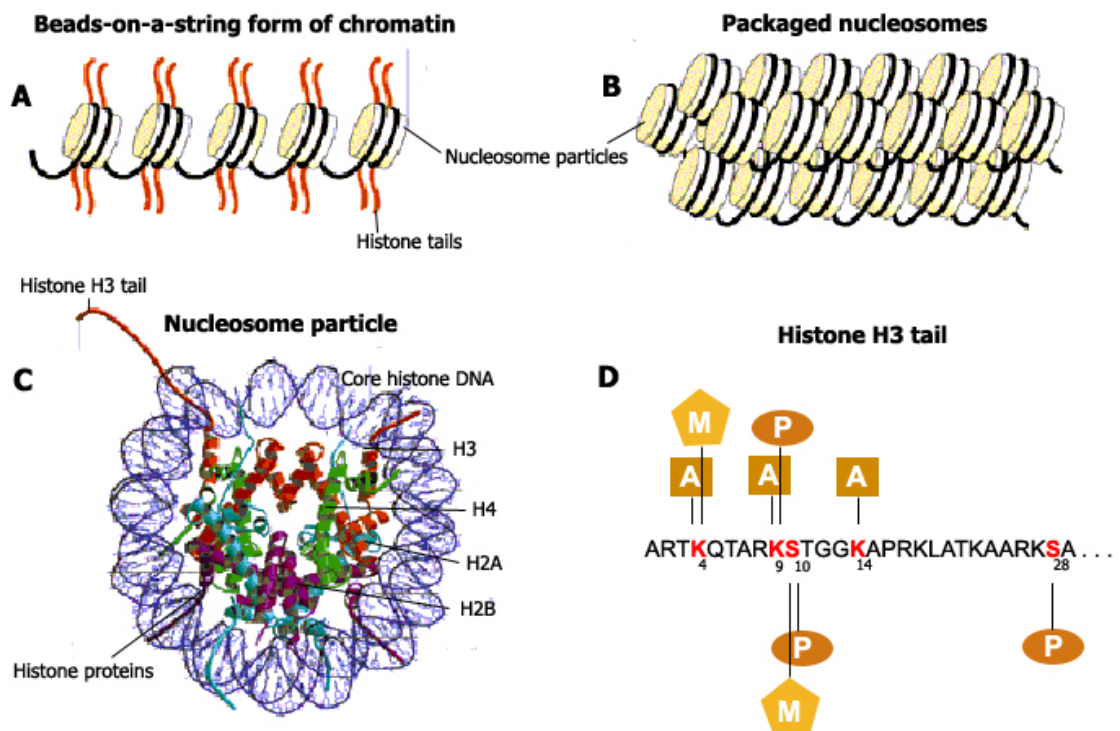 Beads-on-a-string form of chromatin
Packaged nucleosomes
A
B
Nucleosome particles
Histone tails
Histone H3 tail
Nucleosome particle
Histone H3 tail
C
Core histone DNA
D
H3
H4
H2A
H2B
Histone proteins
M
P
A
A
A
ARTKQTARKSTGGKAPRKLATKAARKSA . . .
4
9
10
14
28
P
P
M